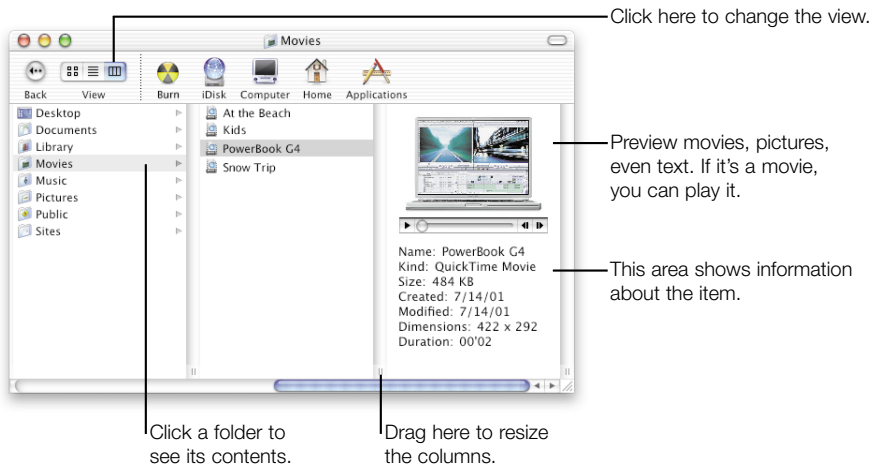 Click here to change the view.
Movies
Back View Burn iDisk Computer Home Applications
Desktop
Documents
Library
Movies
Music
Pictures
Public
Sites
At the Beach
Kids
PowerBook G4
Snow Trip
Name: PowerBook G4
Kind: QuickTime Movie
Size: 484 KB
Created: 7/14/01
Modified: 7/14/01
Dimensions: 422 x 292
Duration: 00'02
Preview movies, pictures,
even text. If it's a movie,
you can play it.
This area shows information
about the item.
Click a folder to
see its contents.
Drag here to resize
the columns.